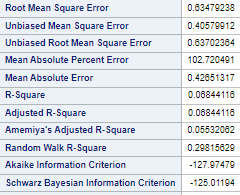 Root Mean Square Error 0.63479238
Unbiased Mean Square Error 0.40579912
Unbiased Root Mean Square Error 0.63702364
Mean Absolute Percent Error 102.720491
Mean Absolute Error 0.42651317
R-Square 0.06844116
Adjusted R-Square 0.06844116
Amemiya's Adjusted R-Square 0.05532062
Random Walk R-Square 0.29815629
Akaike Information Criterion -127.97479
Schwarz Bayesian Information Criterion -125.01194